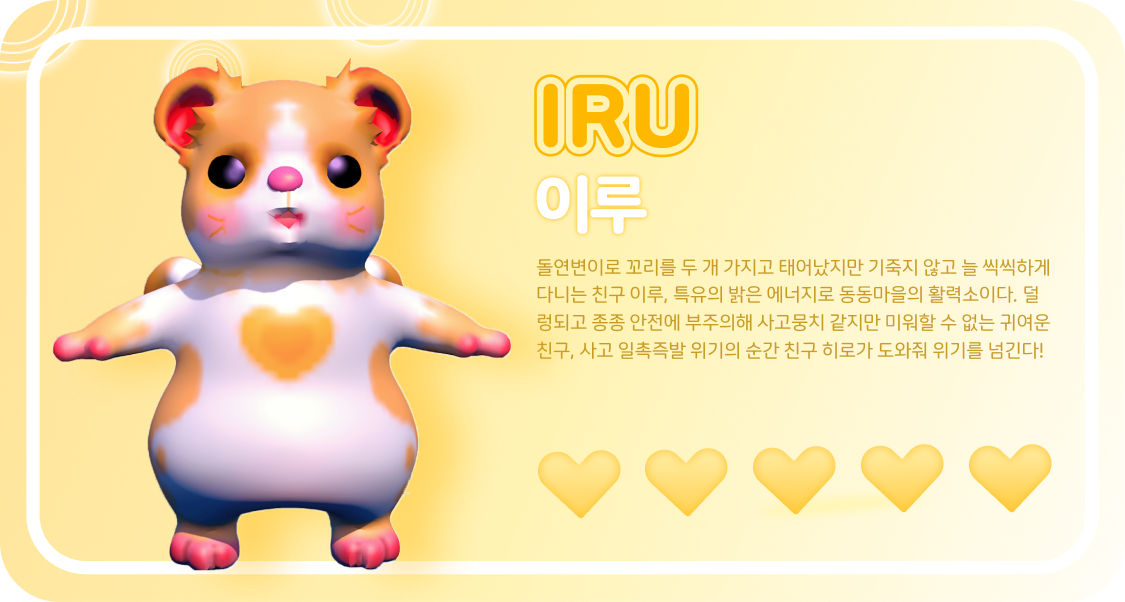 IRU
이루
돌연변이로 꼬리를 두 개 가지고 태어났지만 기죽지 않고 늘 씩씩하게
다니는 친구 이루, 특유의 밝은 에너지로 동동마을의 활력소이다. 덜
렁되고 종종 안전에 부주의해 사고뭉치 같지만 미워할 수 없는 귀여운
친구, 사고 일촉즉발 위기의 순간 친구 히로가 도와줘 위기를 넘긴다!